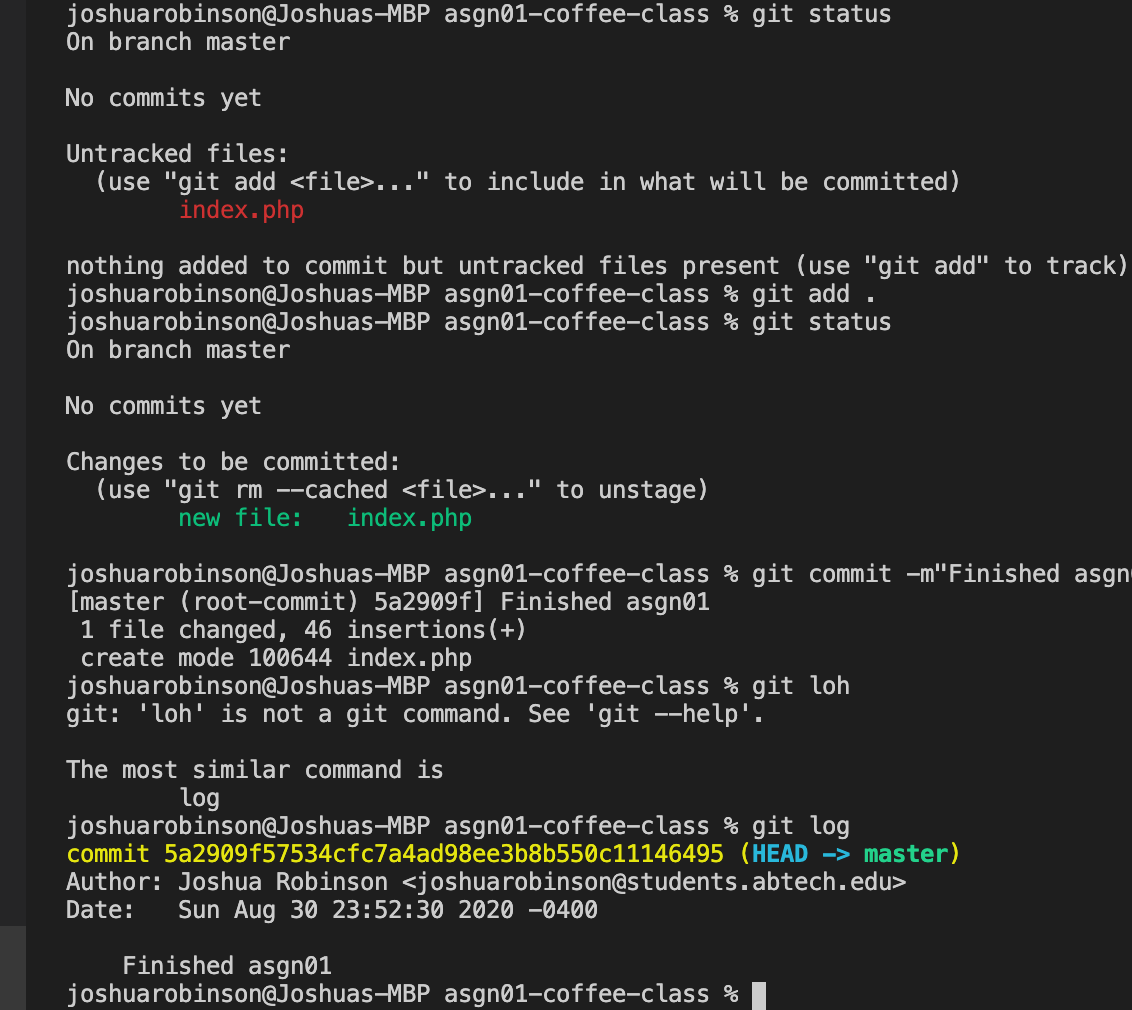 joshuarobinson@Joshuas-MBP asgn01-coffee-class % git status
On branch master
No commits yet
Untracked files:
  (use "git add <file>..." to include in what will be committed)
        index.php
nothing added to commit but untracked files present (use "git add" to track)
joshuarobinson@Joshuas-MBP asgn01-coffee-class % git add .
joshuarobinson@Joshuas-MBP asgn01-coffee-class % git status
On branch master
No commits yet
Changes to be committed:
  (use "git rm --cached <file>..." to unstage)
        new file:   index.php
joshuarobinson@Joshuas-MBP asgn01-coffee-class % git commit -m"Finished asgn
[master (root-commit) 5a2909f] Finished asgn01
 1 file changed, 46 insertions(+)
 create mode 100644 index.php
joshuarobinson@Joshuas-MBP asgn01-coffee-class % git loh
git: 'loh' is not a git command. See 'git --help'.
The most similar command is
        log
joshuarobinson@Joshuas-MBP asgn01-coffee-class % git log
commit 5a2909f57534cfc7a4ad98ee3b8b550c11146495 (HEAD -> master)
Author: Joshua Robinson <joshuarobinson@students.abtech.edu>
Date:   Sun Aug 30 23:52:30 2020 -0400
    Finished asgn01
joshuarobinson@Joshuas-MBP asgn01-coffee-class %